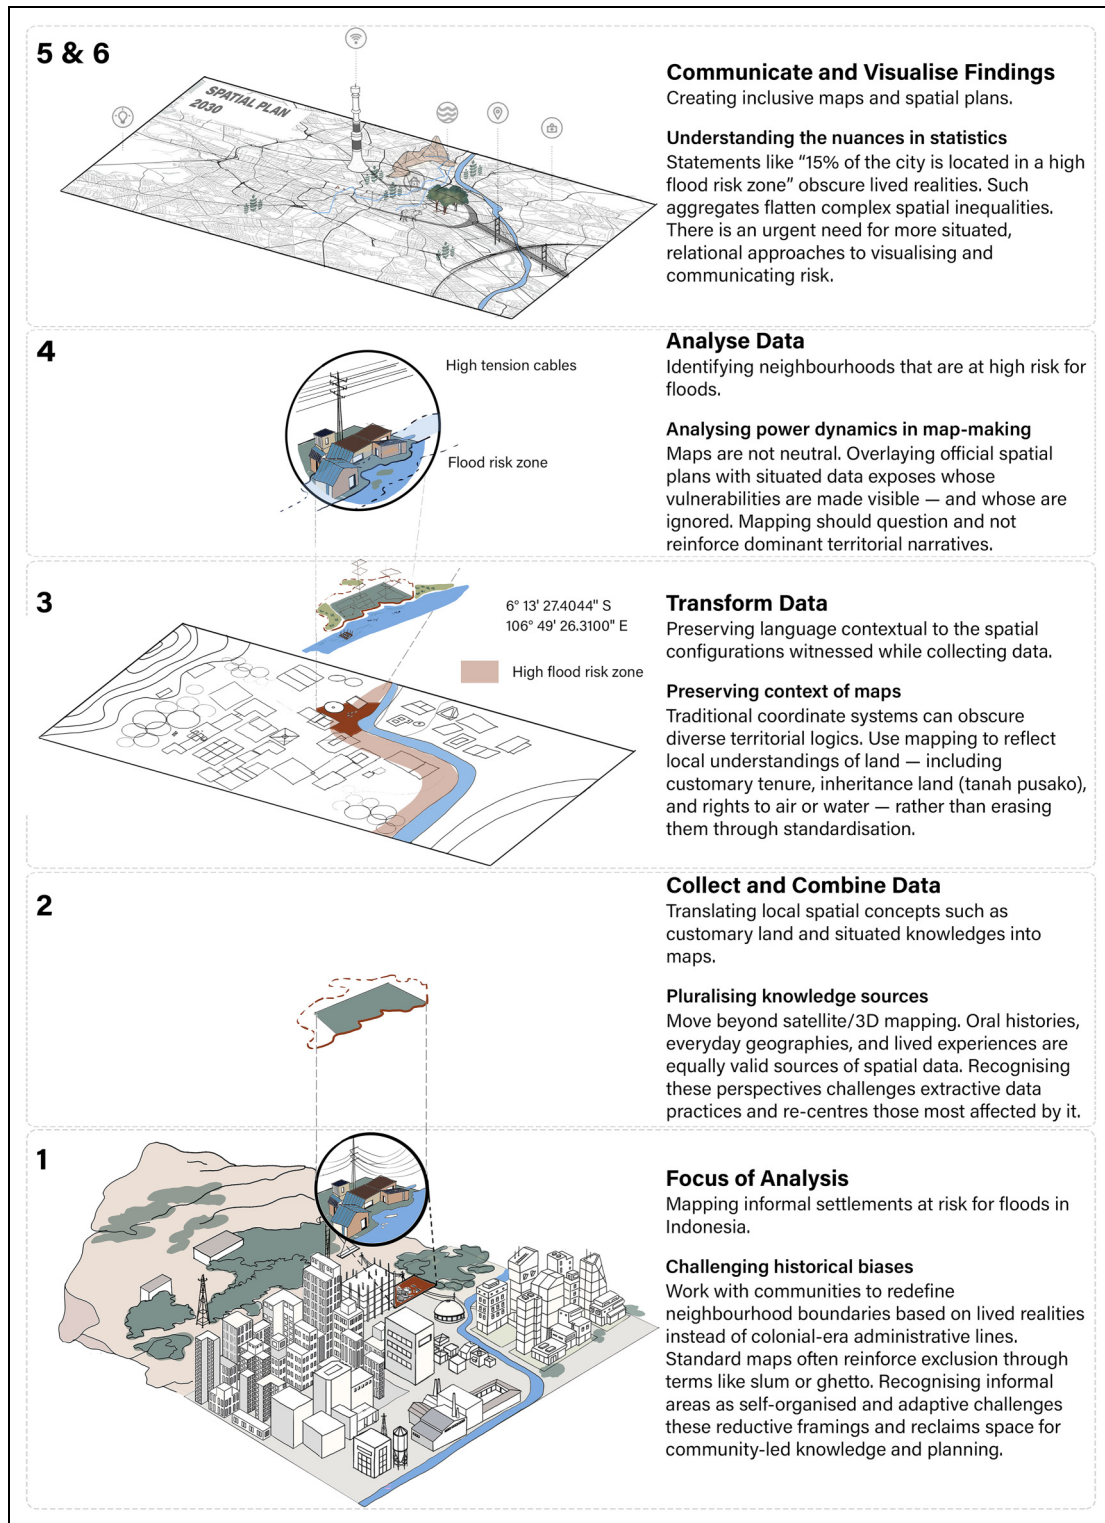 5 & 6
SPATIAL PLAN
2030
Communicate and Visualise Findings
Creating inclusive maps and spatial plans.
Understanding the nuances in statistics
Statements like “15% of the city is located in a high
flood risk zone” obscure lived realities. Such
aggregates flatten complex spatial inequalities.
There is an urgent need for more situated,
relational approaches to visualising and
communicating risk.
4
High tension cables
Flood risk zone
Analyse Data
Identifying neighbourhoods that are at high risk for
floods.
Analysing power dynamics in map-making
Maps are not neutral. Overlaying official spatial
plans with situated data exposes whose
vulnerabilities are made visible — and whose are
ignored. Mapping should question and not
reinforce dominant territorial narratives.
3
6° 13' 27.4044" S
106° 49' 26.3100" E
High flood risk zone
Transform Data
Preserving language contextual to the spatial
configurations witnessed while collecting data.
Preserving context of maps
Traditional coordinate systems can obscure
diverse territorial logics. Use mapping to reflect
local understandings of land — including
customary tenure, inheritance land (tanah pusako),
and rights to air or water — rather than erasing
them through standardisation.
2
Collect and Combine Data
Translating local spatial concepts such as
customary land and situated knowledges into
maps.
Pluralising knowledge sources
Move beyond satellite/3D mapping. Oral histories,
everyday geographies, and lived experiences are
equally valid sources of spatial data. Recognising
these perspectives challenges extractive data
practices and re-centres those most affected by it.
1
Focus of Analysis
Mapping informal settlements at risk for floods in
Indonesia.
Challenging historical biases
Work with communities to redefine
neighbourhood boundaries based on lived realities
instead of colonial-era administrative lines.
Standard maps often reinforce exclusion through
terms like slum or ghetto. Recognising informal
areas as self-organised and adaptive challenges
these reductive framings and reclaims space for
community-led knowledge and planning.